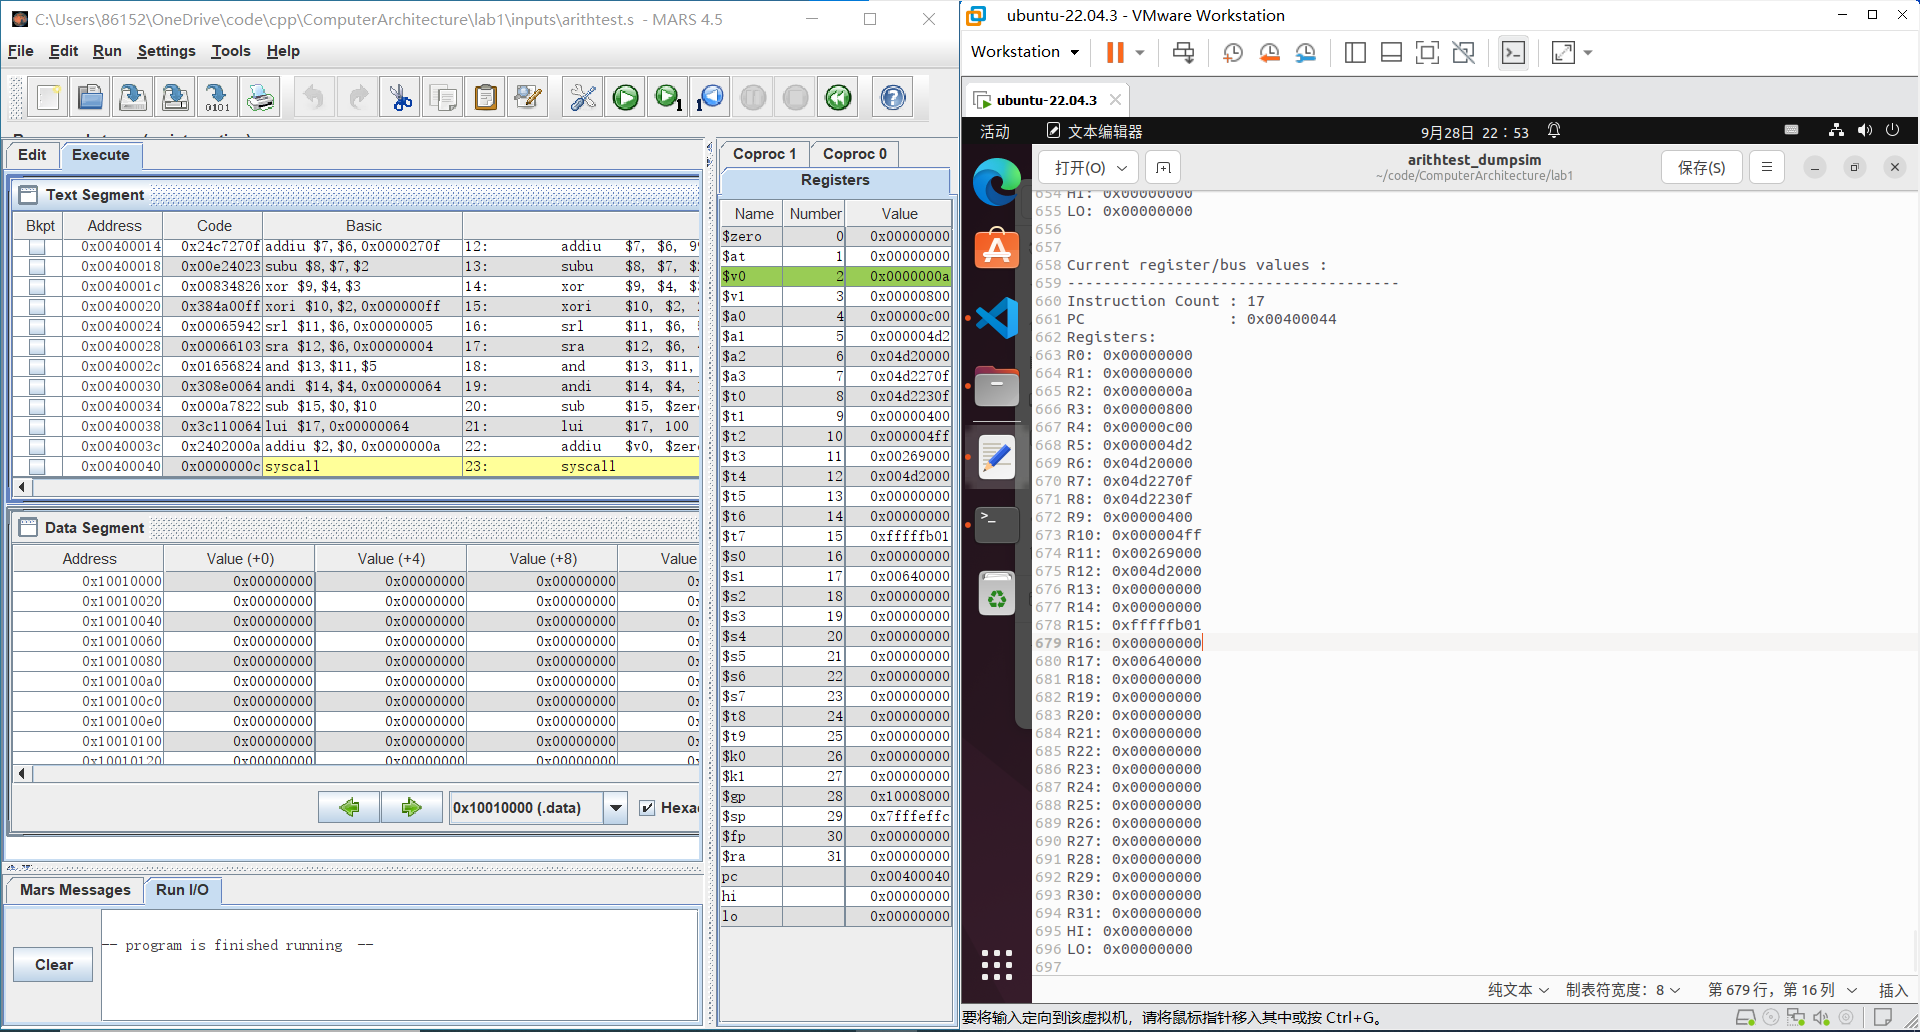 C:\Users\86152\OneDrive\code\cpp\ComputerArchitecture\lab1\inputs\arithtest.s - MARS 4.5
File Edit Run Settings Tools Help
Edit Execute
Text Segment
Bkpt Address Code Basic
0x00400014 0x24c7270f addiu $7,$6,0x0000270f 12: addiu $7, $6, 99
0x00400018 0x00e24023 subu $8,$7,$2 13: subu $8, $7,
0x0040001c 0x00834826 xor $9,$4,$3 14: xor $9, $4,
0x00400020 0x384a00ff xori $10,$2,0x000000ff 15: xori $10, $2,
0x00400024 0x00065942 srl $11,$6,0x00000005 16: srl $11, $6,
0x00400028 0x00066103 sra $12,$6,0x00000004 17: sra $12, $6,
0x0040002c 0x01656824 and $13,$11,$5 18: and $13, $11,
0x00400030 0x308e0064 andi $14,$4,0x00000064 19: andi $14, $4,
0x00400034 0x000a7822 sub $15,$0,$10 20: sub $15, $zer
0x00400038 0x3c110064 lui $17,0x00000064 21: lui $17, 100
0x0040003c 0x2402000a addiu $2,$0,0x0000000a 22: addiu $v0, $zer
0x00400040 0x0000000c syscall 23: syscall
Data Segment
Address Value (+0) Value (+4) Value (+8) Value
0x10010000 0x00000000 0x00000000 0x00000000 0x
0x10010020 0x00000000 0x00000000 0x00000000 0x
0x10010040 0x00000000 0x00000000 0x00000000 0x
0x10010060 0x00000000 0x00000000 0x00000000 0x
0x10010080 0x00000000 0x00000000 0x00000000 0x
0x100100a0 0x00000000 0x00000000 0x00000000 0x
0x100100c0 0x00000000 0x00000000 0x00000000 0x
0x100100e0 0x00000000 0x00000000 0x00000000 0x
0x10010100 0x00000000 0x00000000 0x00000000 0x
0x10010120 0x00000000 0x00000000 0x00000000 0x
0x10010000 (.data) Hexa
Mars Messages Run I/O
-- program is finished running --
Clear
Coproc 1 Coproc 0
Registers
Name Number Value
$zero 0 0x00000000
$at 1 0x00000000
$v0 2 0x0000000a
$v1 3 0x00000800
$a0 4 0x00000c00
$a1 5 0x000004d2
$a2 6 0x04d20000
$a3 7 0x04d2270f
$t0 8 0x04d2230f
$t1 9 0x00000400
$t2 10 0x000004ff
$t3 11 0x00269000
$t4 12 0x004d2000
$t5 13 0x00000000
$t6 14 0x00000000
$t7 15 0xfffffb01
$s0 16 0x00000000
$s1 17 0x00640000
$s2 18 0x00000000
$s3 19 0x00000000
$s4 20 0x00000000
$s5 21 0x00000000
$s6 22 0x00000000
$s7 23 0x00000000
$t8 24 0x00000000
$t9 25 0x00000000
$k0 26 0x00000000
$k1 27 0x00000000
$gp 28 0x10008000
$sp 29 0x7fffeffc
$fp 30 0x00000000
$ra 31 0x00000000
pc 0x00400040
hi 0x00000000
lo 0x00000000
ubuntu-22.04.3 - VMware Workstation
Workstation
ubuntu-22.04.3
活动 文本编辑器 9月28日 22：53
打开(O) arithtest_dumpsim 保存(S)
~/code/ComputerArchitecture/lab1
654 HI: 0x00000000
655 LO: 0x00000000
656
657
658 Current register/bus values :
659 -------------------------------------
660 Instruction Count : 17
661 PC : 0x00400044
662 Registers:
663 R0: 0x00000000
664 R1: 0x00000000
665 R2: 0x0000000a
666 R3: 0x00000800
667 R4: 0x00000c00
668 R5: 0x000004d2
669 R6: 0x04d20000
670 R7: 0x04d2270f
671 R8: 0x04d2230f
672 R9: 0x00000400
673 R10: 0x000004ff
674 R11: 0x00269000
675 R12: 0x004d2000
676 R13: 0x00000000
677 R14: 0x00000000
678 R15: 0xfffffb01
679 R16: 0x00000000
680 R17: 0x00640000
681 R18: 0x00000000
682 R19: 0x00000000
683 R20: 0x00000000
684 R21: 0x00000000
685 R22: 0x00000000
686 R23: 0x00000000
687 R24: 0x00000000
688 R25: 0x00000000
689 R26: 0x00000000
690 R27: 0x00000000
691 R28: 0x00000000
692 R29: 0x00000000
693 R30: 0x00000000
694 R31: 0x00000000
695 HI: 0x00000000
696 LO: 0x00000000
697
纯文本 制表符宽度：8 第 679 行，第 16 列 插入
要将输入定向到该虚拟机，请将鼠标指针移入其中或按 Ctrl+G。